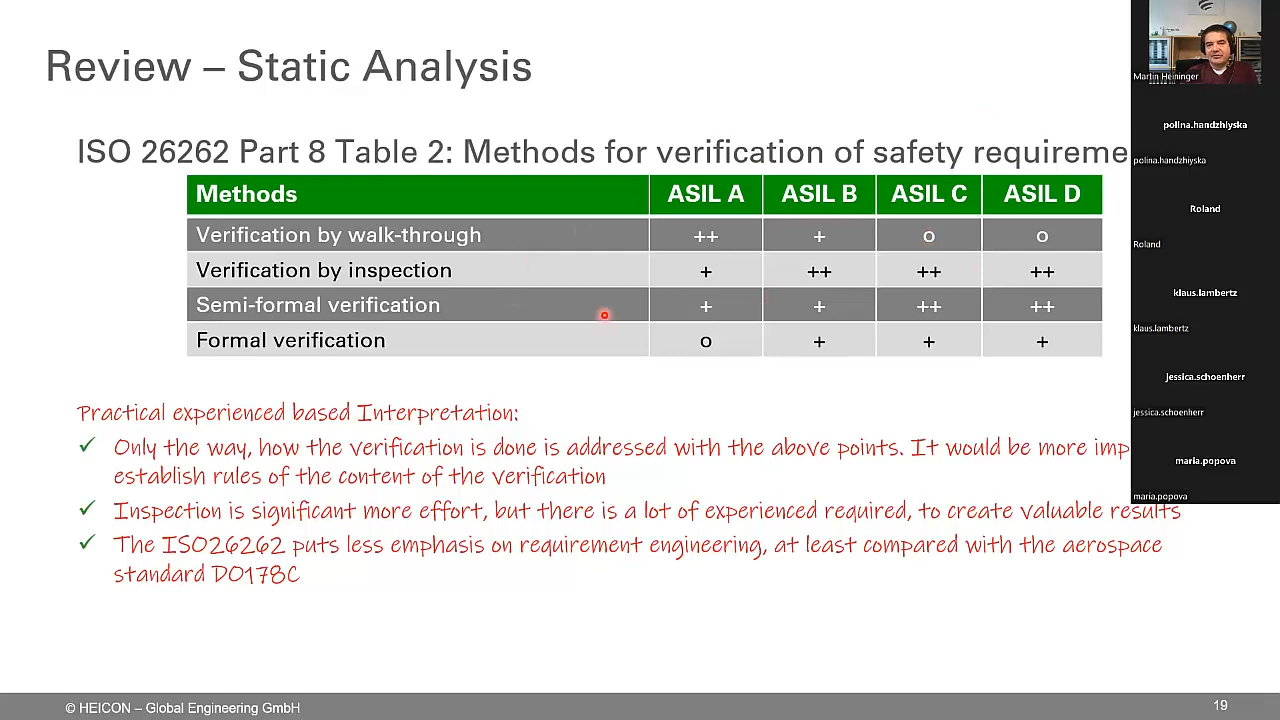 Review – Static Analysis
ISO 26262 Part 8 Table 2: Methods for verification of safety requireme
Methods ASIL A ASIL B ASIL C ASIL D
Verification by walk-through ++ + o o
Verification by inspection + ++ ++ ++
Semi-formal verification + + ++ ++
Formal verification o + + +
Practical experienced based Interpretation:
✓ Only the way, how the verification is done is addressed with the above points. It would be more imp
establish rules of the content of the verification
✓ Inspection is significant more effort, but there is a lot of experienced required, to create valuable results
✓ The ISO26262 puts less emphasis on requirement engineering, at least compared with the aerospace
standard DO178C
© HEICON – Global Engineering GmbH
19
Martin Heininger
polina.handzhiyska
polina.handzhiyska
Roland
Roland
klaus.lambertz
klaus.lambertz
jessica.schoenherr
jessica.schoenherr
maria.popova
maria.popova